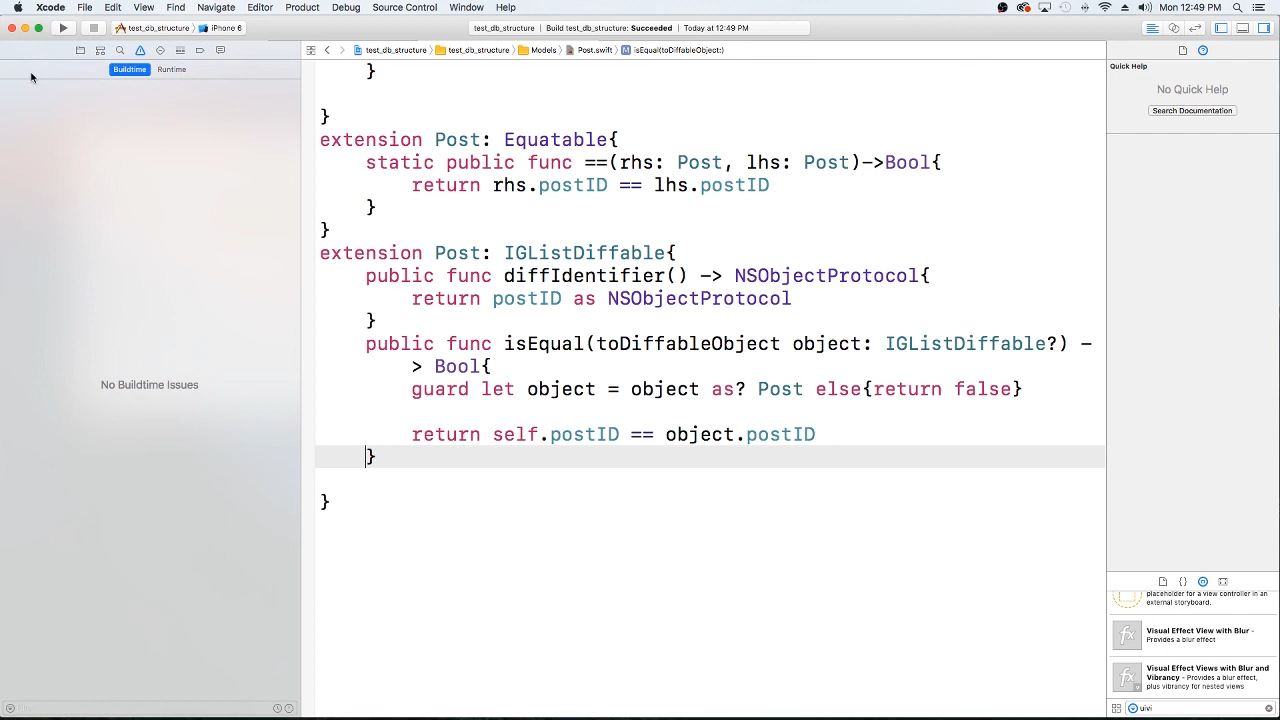 Xcode File Edit View Find Navigate Editor Product Debug Source Control Window Help Mon 12:49 PM
test_db_structure iPhone 6 test_db_structure Build test_db_structure: Succeeded Today at 12:49 PM
test_db_structure test_db_structure Models Post.swift M isEqual(toDiffableObject:)
Buildtime Runtime
No Buildtime Issues
Filter
}
}
extension Post: Equatable{
static public func ==(rhs: Post, lhs: Post)->Bool{
return rhs.postID == lhs.postID
}
}
extension Post: IGListDiffable{
public func diffIdentifier() -> NSObjectProtocol{
return postID as NSObjectProtocol
}
public func isEqual(toDiffableObject object: IGListDiffable?) -
> Bool{
guard let object = object as? Post else{return false}
return self.postID == object.postID
}
}
Quick Help
No Quick Help
Search Documentation
{}
placeholder for a view controller in an
external storyboard.
fx
Visual Effect View with Blur -
Provides a blur effect
fx
Visual Effect Views with Blur and
Vibrancy - Provides a blur effect,
plus vibrancy for nested views
uivi